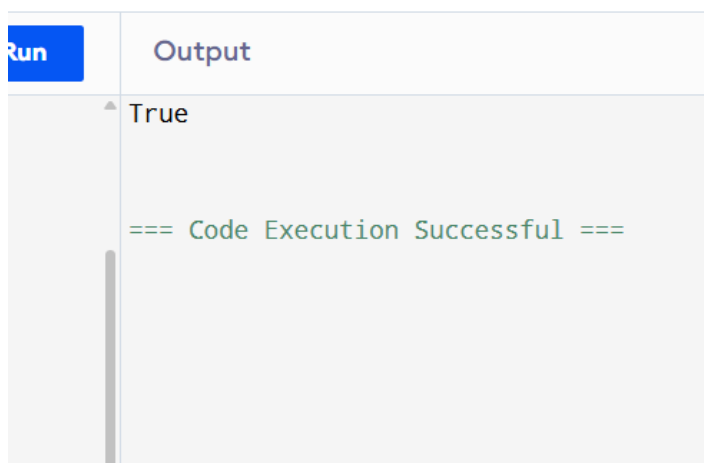 Run
Output
True
=== Code Execution Successful ===